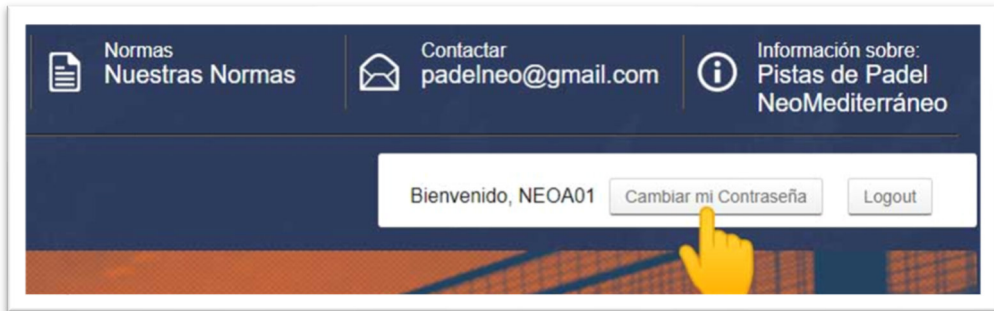 Normas
Nuestras Normas
Contactar
padelneo@gmail.com
Información sobre:
Pistas de Padel
NeoMediterráneo
Bienvenido, NEOA01
Cambiar mi Contraseña
Logout